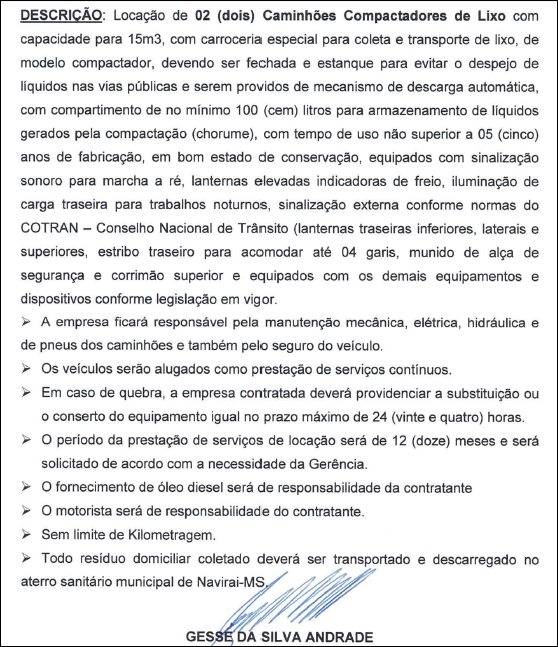 DESCRIÇÃO: Locação de 02 (dois) Caminhões Compactadores de Lixo com
capacidade para 15m3, com carroceria especial para coleta e transporte de lixo, de
modelo compactador, devendo ser fechada e estanque para evitar o despejo de
líquidos nas vias públicas e serem providos de mecanismo de descarga automática,
com compartimento de no mínimo 100 (cem) litros para armazenamento de líquidos
gerados pela compactação (chorume), com tempo de uso não superior a 05 (cinco)
anos de fabricação, em bom estado de conservação, equipados com sinalização
sonoro para marcha a ré, lanternas elevadas indicadoras de freio, iluminação de
carga traseira para trabalhos noturnos, sinalização externa conforme normas do
COTRAN – Conselho Nacional de Trânsito (lanternas traseiras inferiores, laterais e
superiores, estribo traseiro para acomodar até 04 garis, munido de alça de
segurança e corrimão superior e equipados com os demais equipamentos e
dispositivos conforme legislação em vigor.
➢ A empresa ficará responsável pela manutenção mecânica, elétrica, hidráulica e
de pneus dos caminhões e também pelo seguro do veículo.
➢ Os veículos serão alugados como prestação de serviços contínuos.
➢ Em caso de quebra, a empresa contratada deverá providenciar a substituição ou
o conserto do equipamento igual no prazo máximo de 24 (vinte e quatro) horas.
➢ O período da prestação de serviços de locação será de 12 (doze) meses e será
solicitado de acordo com a necessidade da Gerência.
➢ O fornecimento de óleo diesel será de responsabilidade da contratante
➢ O motorista será de responsabilidade do contratante.
➢ Sem limite de Kilometragem.
➢ Todo resíduo domiciliar coletado deverá ser transportado e descarregado no
aterro sanitário municipal de Navirai-MS.
GESSE DA SILVA ANDRADE